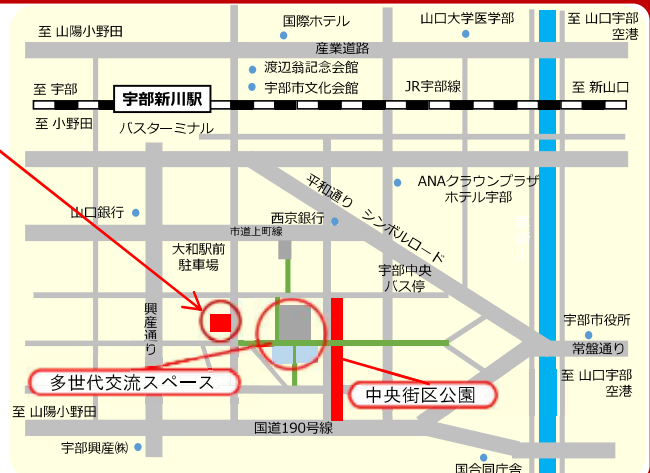 至 山陽小野田
国際ホテル
山口大学医学部
至 山口宇部
空港
産業道路
渡辺翁記念会館
宇部市文化会館
至 宇部
宇部新川駅
JR宇部線
至 新山口
至 小野田
バスターミナル
平和通り シンボルロード
ANAクラウンプラザ
ホテル宇部
山口銀行
西京銀行
市道上町線
大和駅前
駐車場
宇部中央
バス停
興産通り
宇部市役所
常盤通り
多世代交流スペース
中央街区公園
至 山口宇部
空港
至 山陽小野田
国道190号線
宇部興産㈱
国合同庁舎